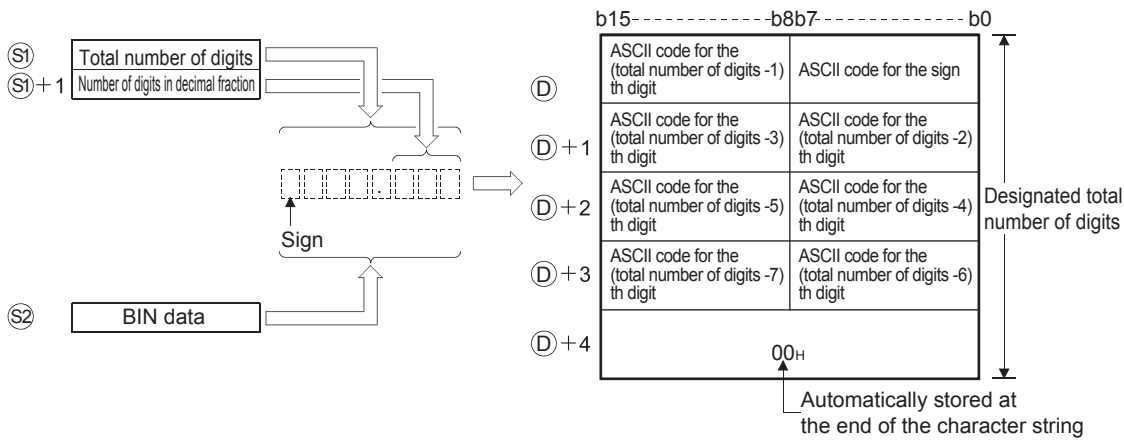 S1 Total number of digits
S1+1 Number of digits in decimal fraction
.
Sign
S2 BIN data
b15 b8b7 b0
D
ASCII code for the
(total number of digits -1)
th digit
ASCII code for the sign
D+1
ASCII code for the
(total number of digits -3)
th digit
ASCII code for the
(total number of digits -2)
th digit
D+2
ASCII code for the
(total number of digits -5)
th digit
ASCII code for the
(total number of digits -4)
th digit
D+3
ASCII code for the
(total number of digits -7)
th digit
ASCII code for the
(total number of digits -6)
th digit
D+4
00H
Designated total
number of digits
Automatically stored at
the end of the character string